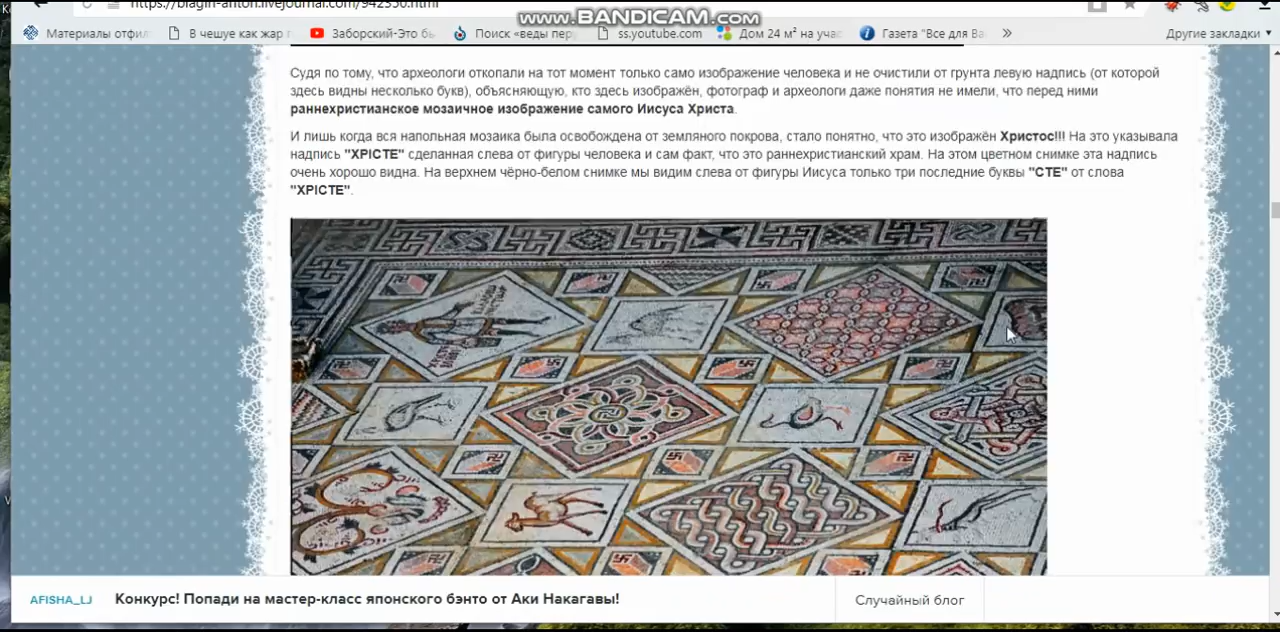 https://blagin-anton.livejournal.com/942350.html
www.BANDICAM.com
Материалы отфил
В чешуе как жар г
Заборский-Это бь
Поиск «веды пер
ss.youtube.com
Дом 24 м² на учас
Газета "Все для Ва
Другие закладки
Судя по тому, что археологи откопали на тот момент только само изображение человека и не очистили от грунта левую надпись (от которой
здесь видны несколько букв), объясняющую, кто здесь изображён, фотограф и археологи даже понятия не имели, что перед ними
раннехристианское мозаичное изображение самого Иисуса Христа.
И лишь когда вся напольная мозаика была освобождена от земляного покрова, стало понятно, что это изображён Христос!!! На это указывала
надпись "ХРІСТЕ" сделанная слева от фигуры человека и сам факт, что это раннехристианский храм. На этом цветном снимке эта надпись
очень хорошо видна. На верхнем чёрно-белом снимке мы видим слева от фигуры Иисуса только три последние буквы "СТЕ" от слова
"ХРІСТЕ".
AFISHA_LJ
Конкурс! Попади на мастер-класс японского бэнто от Аки Накагавы!
Случайный блог